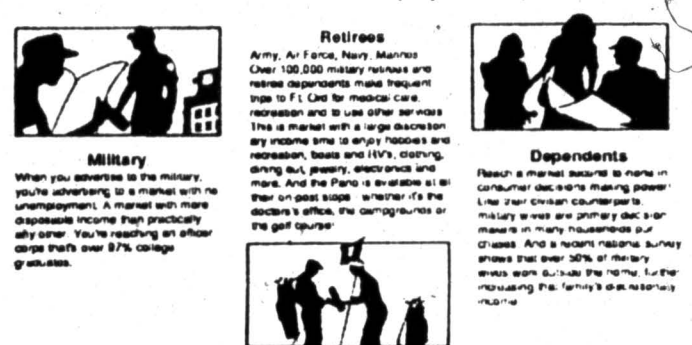 Military
When you advertise to the military,
you're advertising to a market with no
unemployment. A market with more
disposable income than practically
any other. You're reaching an officer
corps that's over 97% college
graduates.
Retirees
Army, Air Force, Navy, Marines
Over 100,000 military retirees and
retiree dependents make frequent
trips to Ft. Ord for medical care,
recreation and to use other services
This is market with a large discretion
ary income time to enjoy hobbies and
recreation, boats and RV's, clothing,
dining out, jewelry, electronics and
more. And the Pano is available at all
their on-post stops whether it's the
doctor's office, the campgrounds or
the golf course
Dependents
Reach a market second to none in
consumer decisions making power
Like their civilian counterparts,
military wives are primary decision
makers in many households pur
chases. And a recent national survey
shows that over 50% of military
wives work outside the home, further
increasing the family's discretionary
income